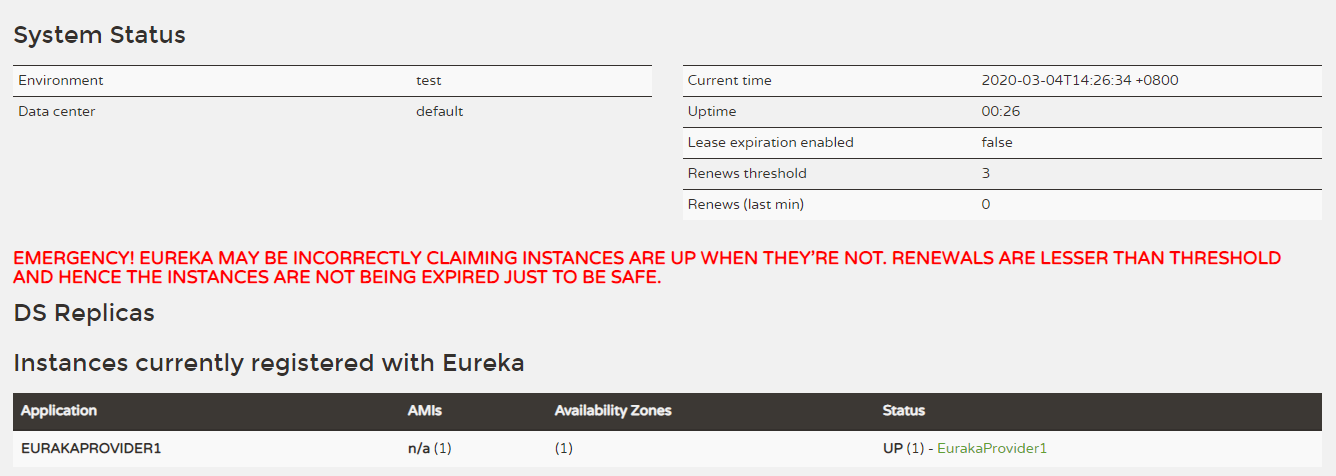 System Status
Environment test
Data center default
Current time 2020-03-04T14:26:34 +0800
Uptime 00:26
Lease expiration enabled false
Renews threshold 3
Renews (last min) 0
EMERGENCY! EUREKA MAY BE INCORRECTLY CLAIMING INSTANCES ARE UP WHEN THEY'RE NOT. RENEWALS ARE LESSER THAN THRESHOLD
AND HENCE THE INSTANCES ARE NOT BEING EXPIRED JUST TO BE SAFE.
DS Replicas
Instances currently registered with Eureka
Application AMIs Availability Zones Status
EURAKAPROVIDER1 n/a (1) (1) UP (1) - EurakaProvider1